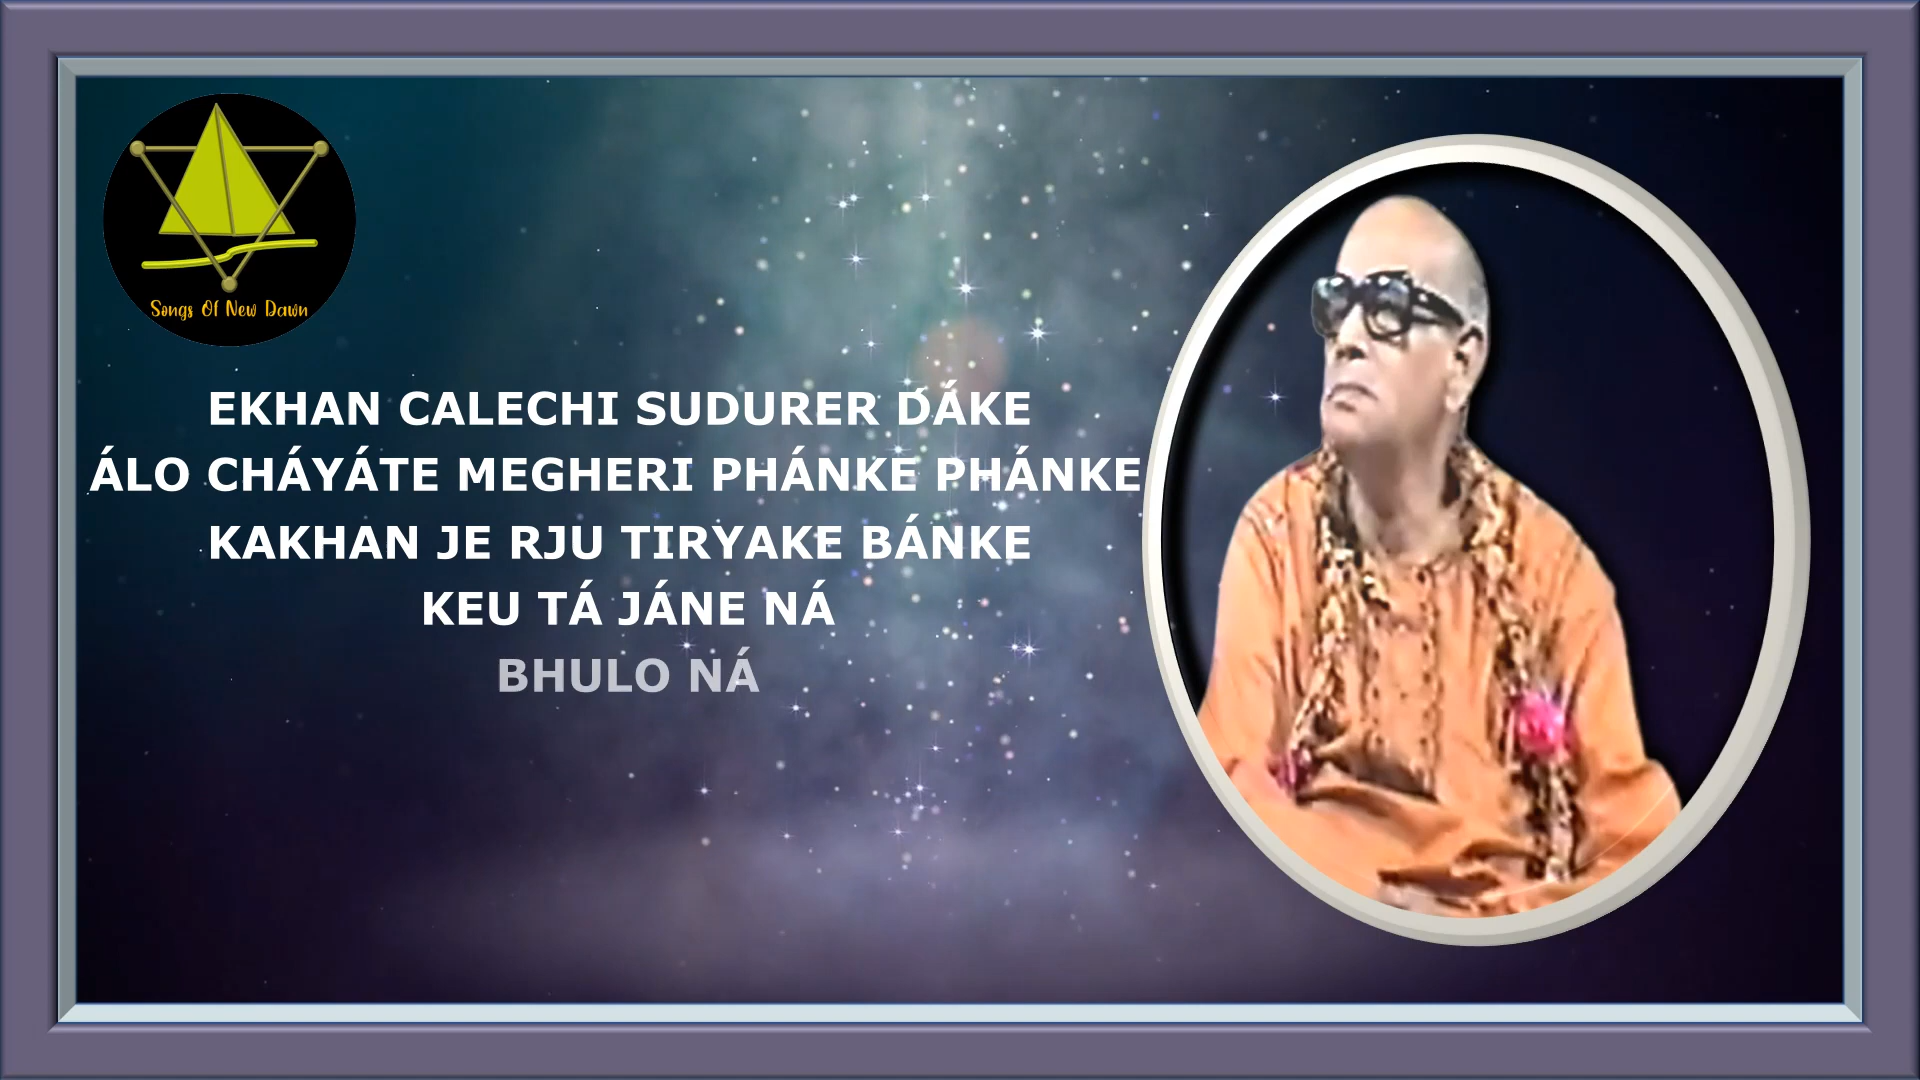 Songs Of New Dawn
EKHAN CALECHI SUDURER D́ÁKE
ÁLO CHÁYÁTE MEGHERI PHÁNKE PHÁNKE
KAKHAN JE RJU TIRYAKE BÁNKE
KEU TÁ JÁNE NÁ
BHULO NÁ